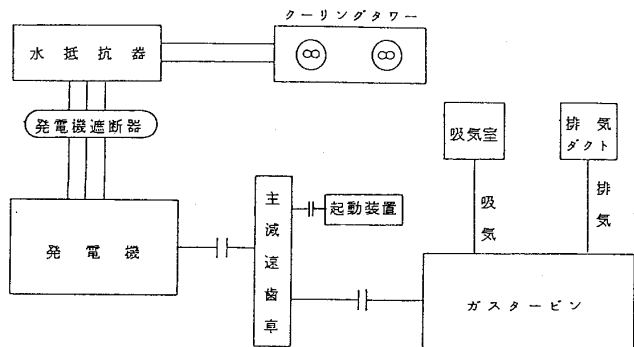 クーリングタワー
水抵抗器
発電機遮断器
吸気室
排気
ダクト
主減速歯車
起動装置
吸気
排気
発電機
ガスタービン